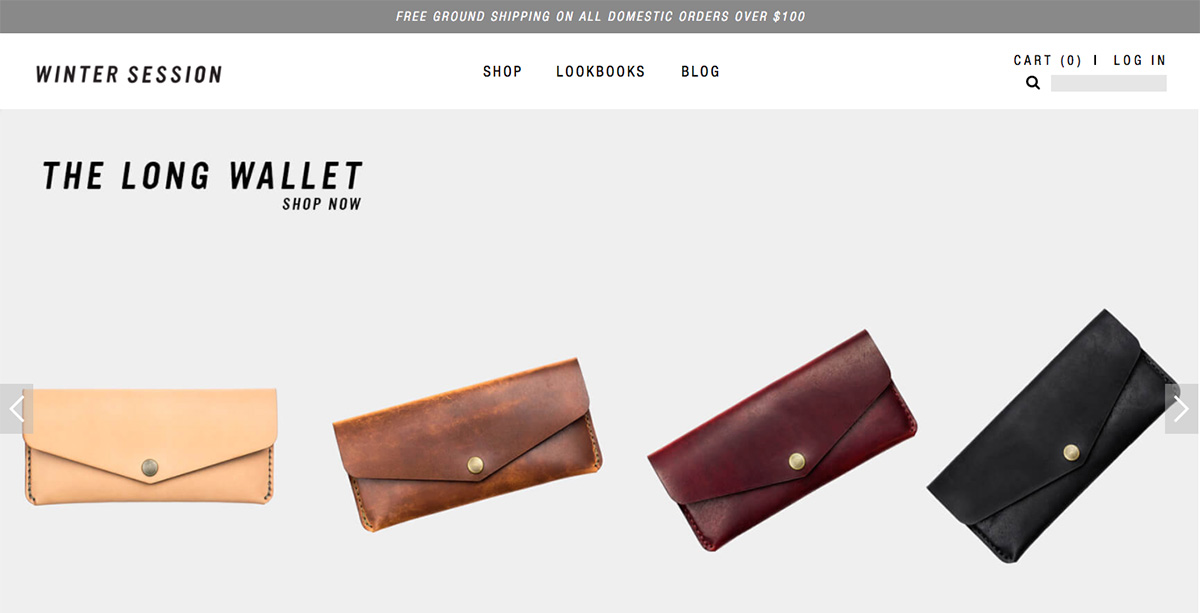 FREE GROUND SHIPPING ON ALL DOMESTIC ORDERS OVER $100
CART (0) I LOG IN
WINTER SESSION
SHOP LOOKBOOKS BLOG
THE LONG WALLET
SHOP NOW